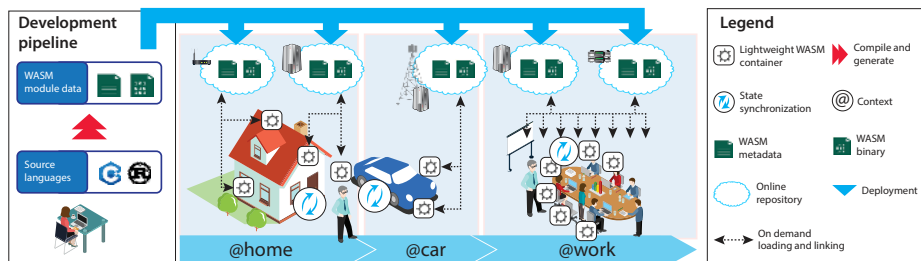 Development
pipeline
WASM
module data
Source
languages
C
R
@home
@car
@work
Legend
Lightweight WASM
container
Compile and
generate
State
synchronization
@
Context
WASM
metadata
WASM
binary
Online
repository
Deployment
On demand
loading and linking